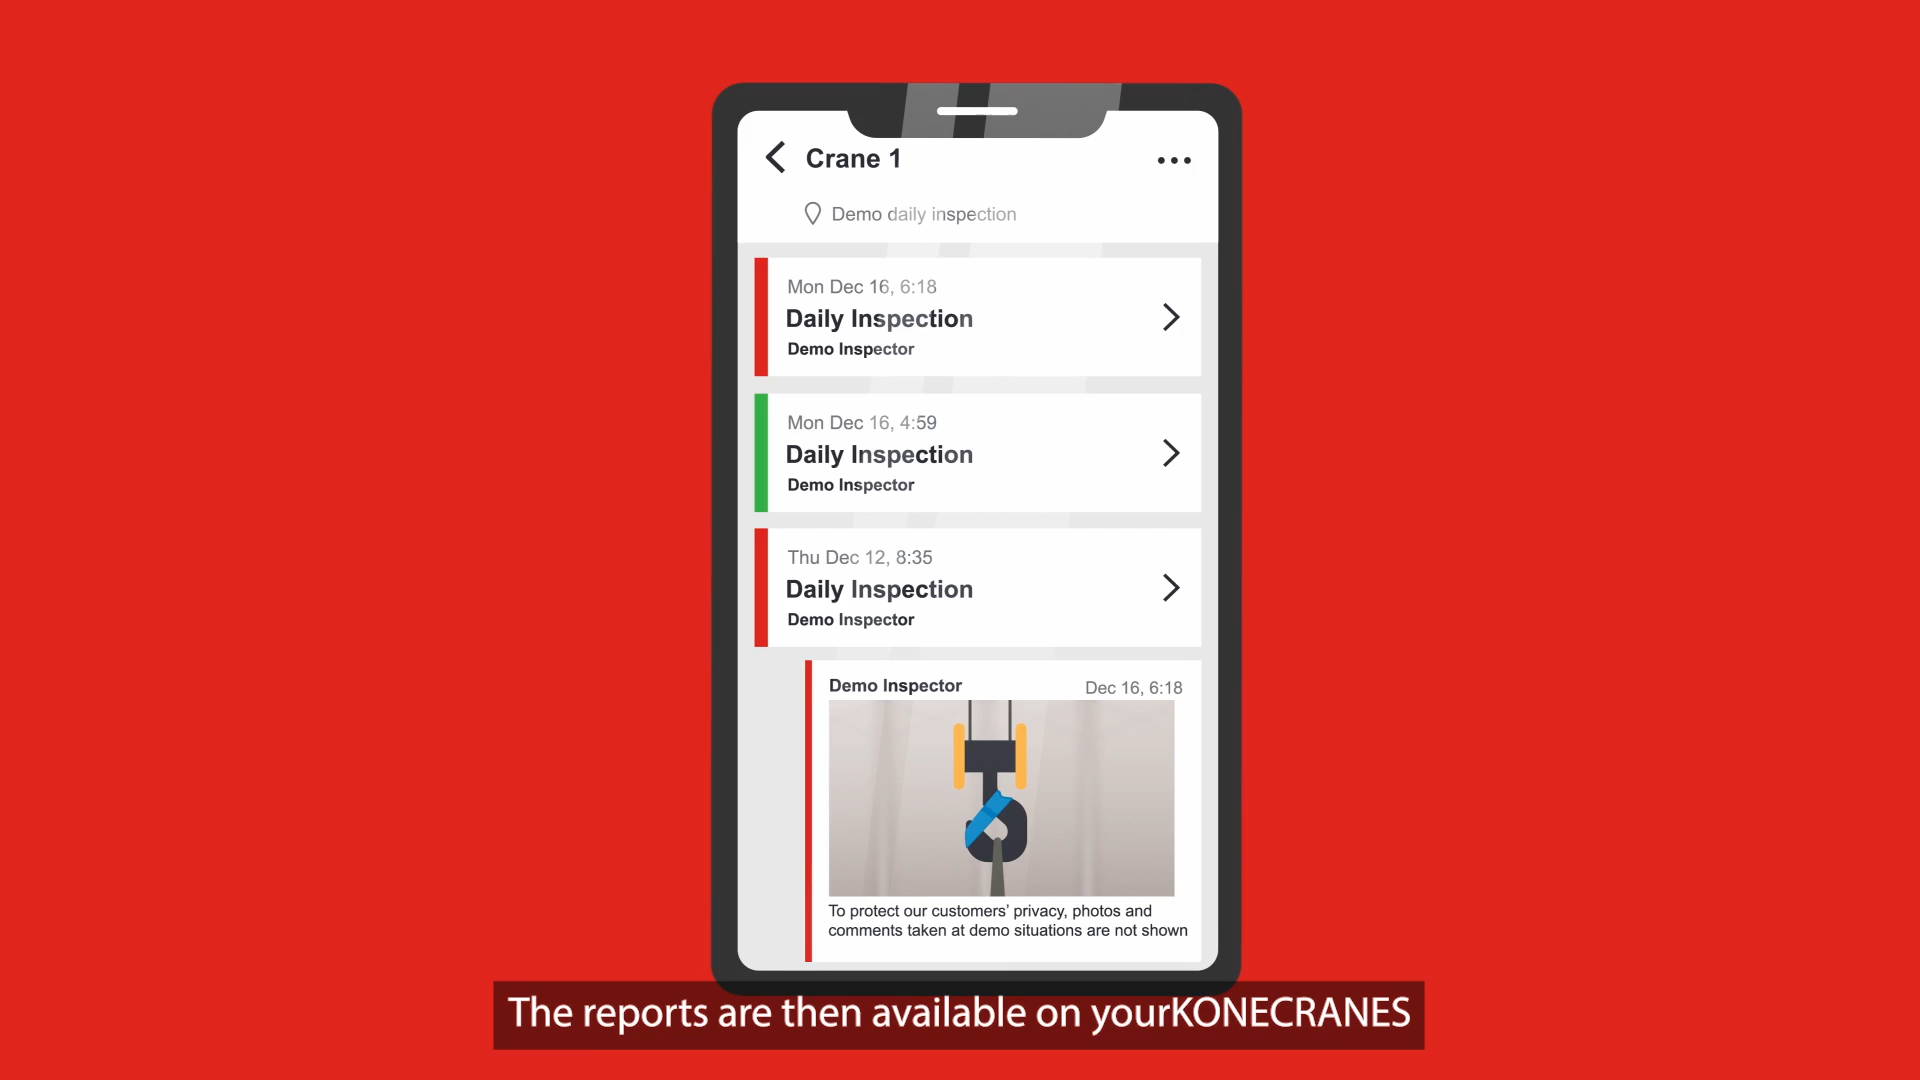 Crane 1
Demo daily inspection
Mon Dec 16, 6:18
Daily Inspection
Demo Inspector
Mon Dec 16, 4:59
Daily Inspection
Demo Inspector
Thu Dec 12, 8:35
Daily Inspection
Demo Inspector
Demo Inspector Dec 16, 6:18
To protect our customers’ privacy, photos and
comments taken at demo situations are not shown
The reports are then available on yourKONECRANES